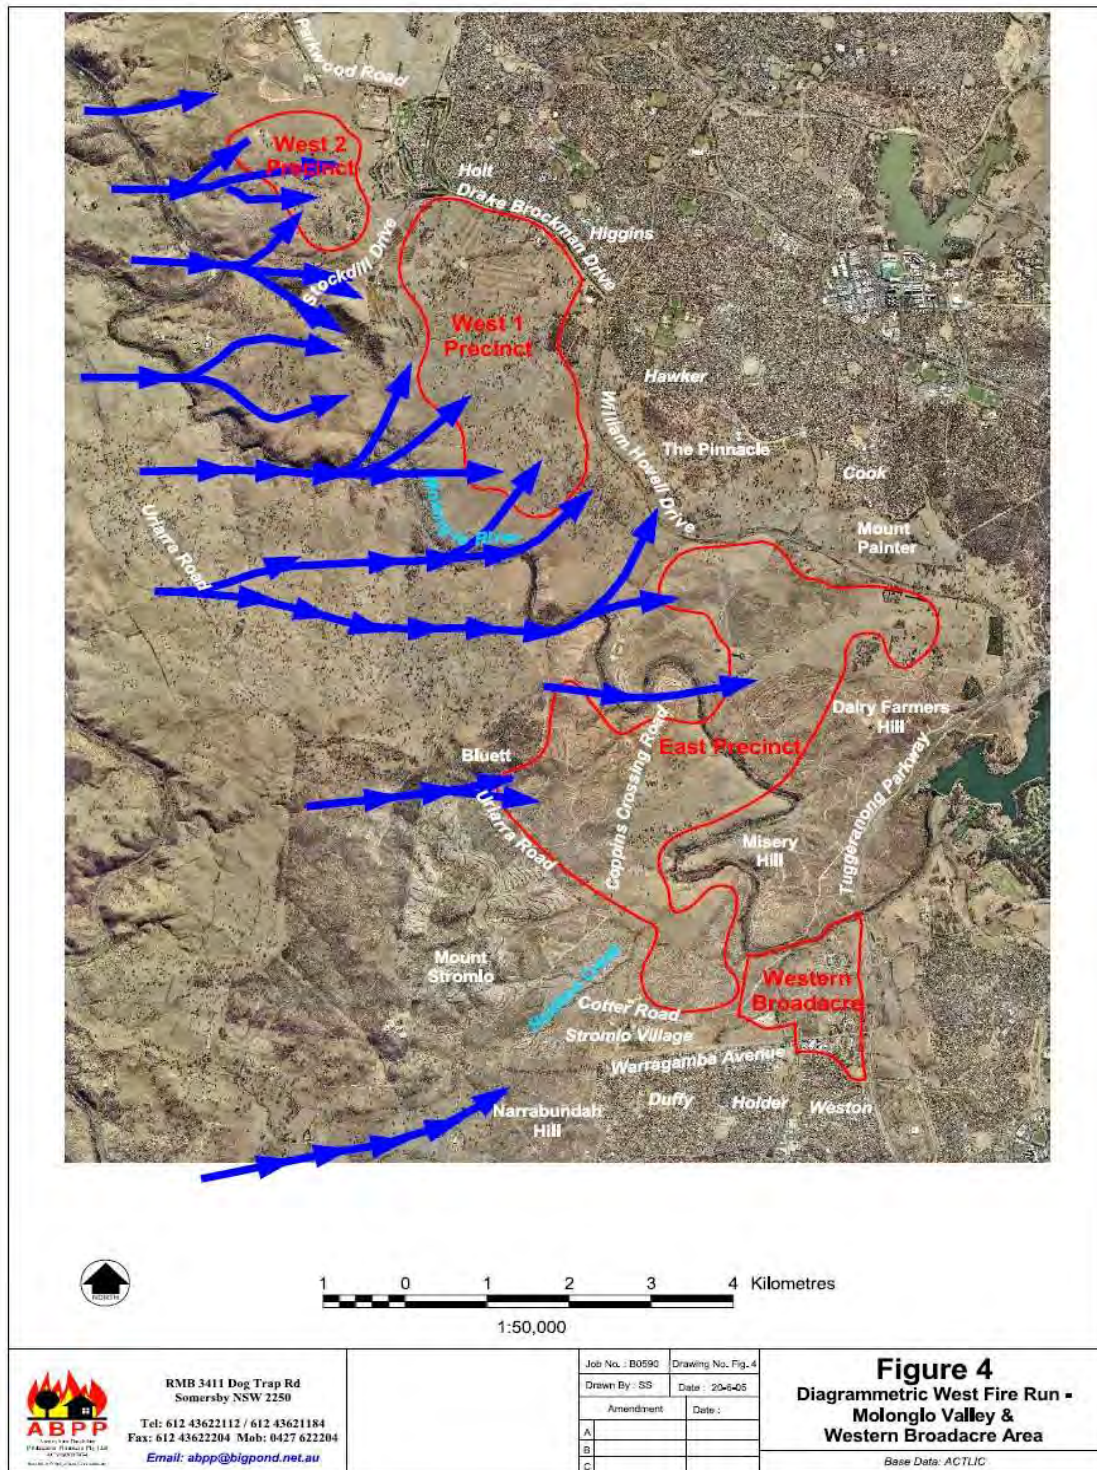 Parkwood Road
West 2
Precinct
Holt
Drake Brockman Drive
Higgins
Stockdill Drive
West 1
Precinct
Hawker
William Hovell Drive
The Pinnacle
Cook
Mount
Painter
Uriarra Road
Molonglo River
Dairy Farmers
Hill
East Precinct
Bluett
Coppins Crossing Road
Tuggeranong Parkway
Uriarra Road
Misery
Hill
Mount
Stromlo
Western
Broadacre
Cotter Road
Stromlo Village
Warragamba Avenue
Duffy
Holder
Weston
Narrabundah
Hill
NORTH
1 0 1 2 3 4 Kilometres
1:50,000
ABPP
RMB 3411 Dog Trap Rd
Somersby NSW 2250
Tel: 612 43622112 / 612 43621184
Fax: 612 43622204 Mob: 0427 622204
Email: abpp@bigpond.net.au
Job No. : B0590
Drawing No. Fig. 4
Drawn By : SS
Date : 20-6-05
Amendment
Date :
A
B
C
Figure 4
Diagrammetric West Fire Run -
Molonglo Valley &
Western Broadacre Area
Base Data: ACTLIC